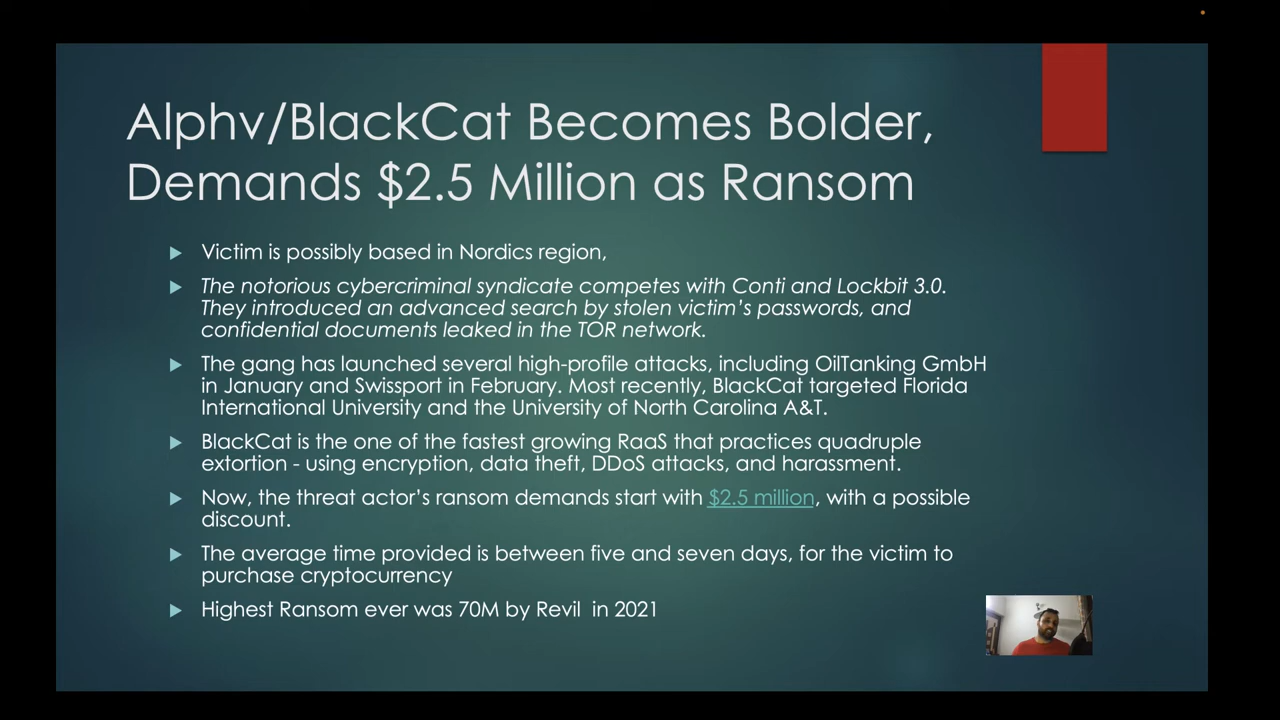 Alphv/BlackCat Becomes Bolder,
Demands $2.5 Million as Ransom
Victim is possibly based in Nordics region,
The notorious cybercriminal syndicate competes with Conti and Lockbit 3.0.
They introduced an advanced search by stolen victim's passwords, and
confidential documents leaked in the TOR network.
The gang has launched several high-profile attacks, including OilTanking GmbH
in January and Swissport in February. Most recently, BlackCat targeted Florida
International University and the University of North Carolina A&T.
BlackCat is the one of the fastest growing RaaS that practices quadruple
extortion - using encryption, data theft, DDoS attacks, and harassment.
Now, the threat actor's ransom demands start with $2.5 million, with a possible
discount.
The average time provided is between five and seven days, for the victim to
purchase cryptocurrency
Highest Ransom ever was 70M by Revil in 2021